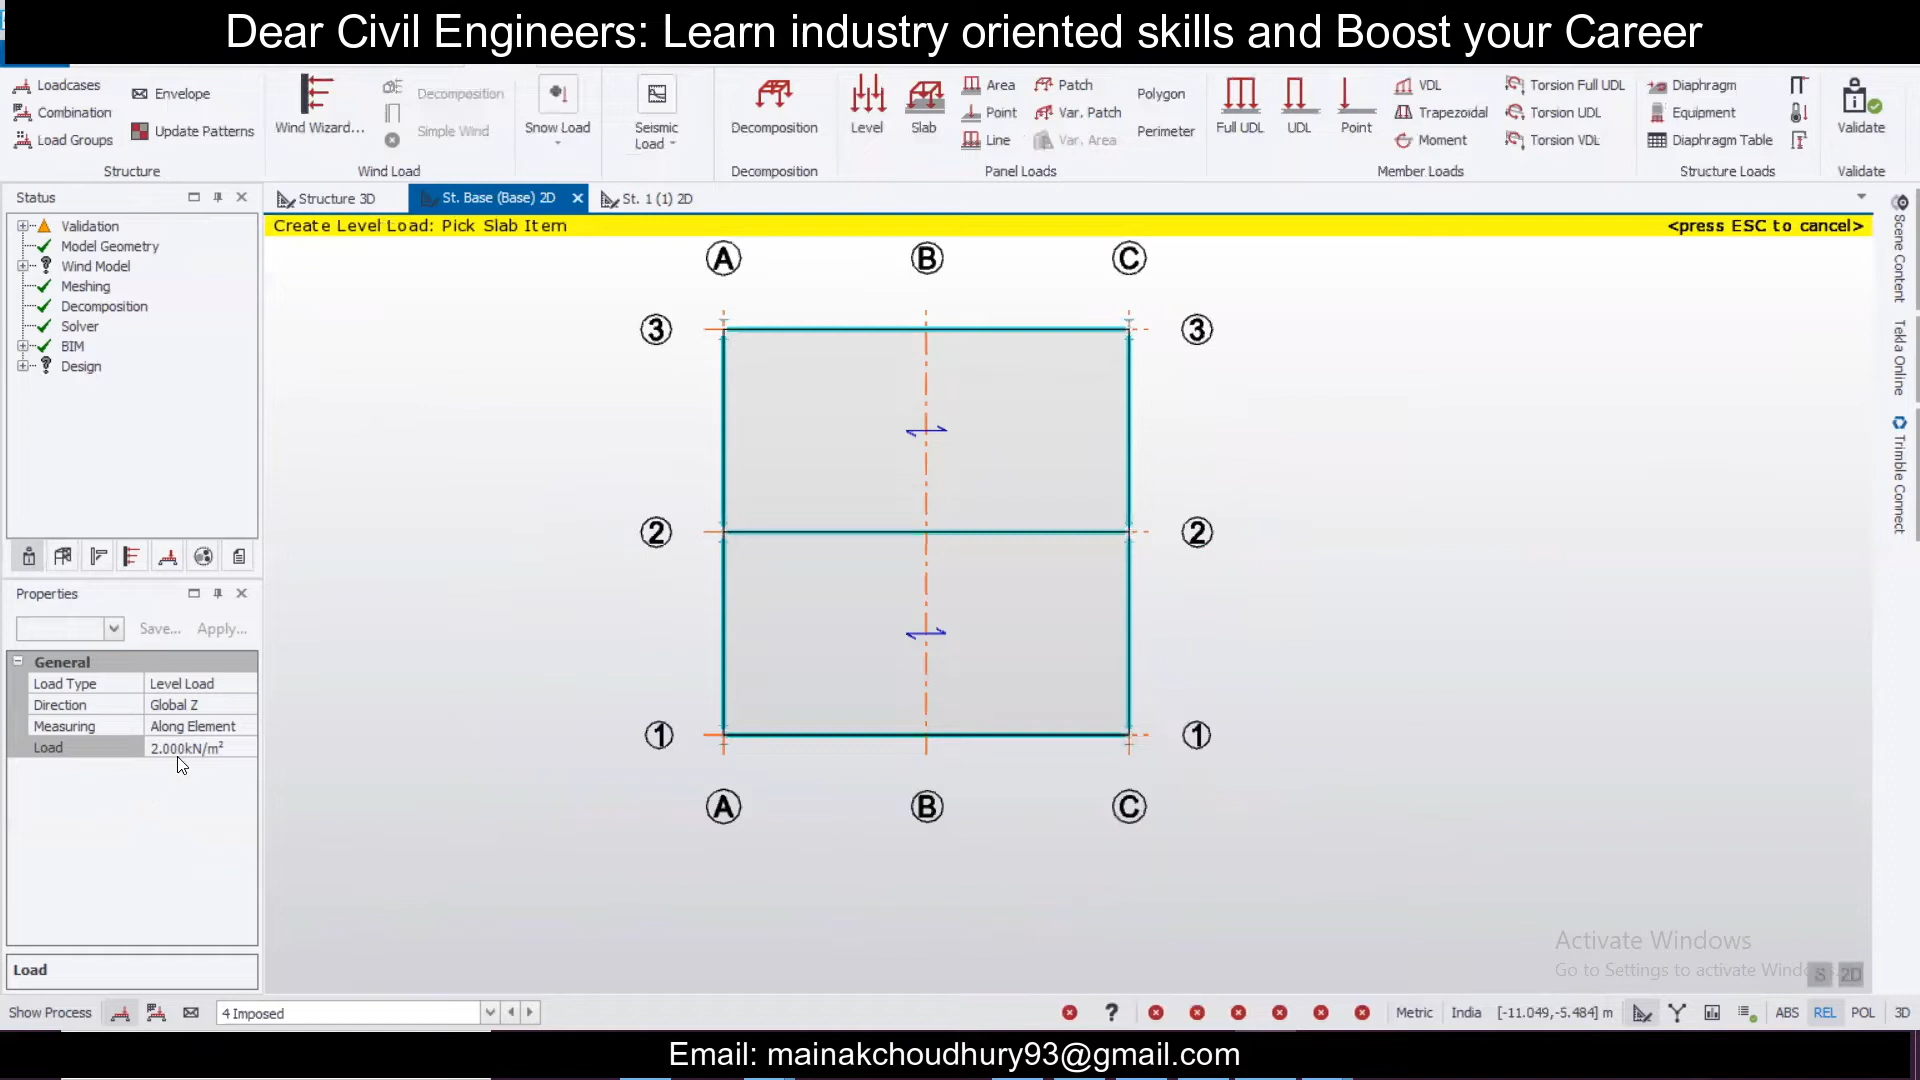 Dear Civil Engineers: Learn industry oriented skills and Boost your Career
Loadcases
Combination
Load Groups
Envelope
Update Patterns
Structure
Wind Wizard...
Decomposition
Simple Wind
Wind Load
Snow Load
Seismic
Load
Decomposition
Decomposition
Level
Slab
Area
Point
Line
Patch
Var, Patch
Var, Area
Polygon
Perimeter
Panel Loads
Full UDL
UDL
Point
VDL
Trapezoidal
Moment
Torsion Full UDL
Torsion UDL
Torsion VDL
Member Loads
Diaphragm
Equipment
Diaphragm Table
Structure Loads
Validate
Validate
Status
Structure 3D
St. Base (Base) 2D
St. 1 (1) 2D
Create Level Load: Pick Slab Item
<press ESC to cancel>
Validation
Model Geometry
Wind Model
Meshing
Decomposition
Solver
BIM
Design
A B C
3 3
2 2
1 1
A B C
Scene Content
Tekla Online
Trimble Connect
Properties
Save... Apply...
General
Load Type Level Load
Direction Global Z
Measuring Along Element
Load 2.000kN/m²
Load
Activate Windows
Go to Settings to activate Wind
S 2D
Show Process
4 Imposed
Metric India [-11.049,-5.484] m
ABS REL POL 3D
Email: mainakchoudhury93@gmail.com